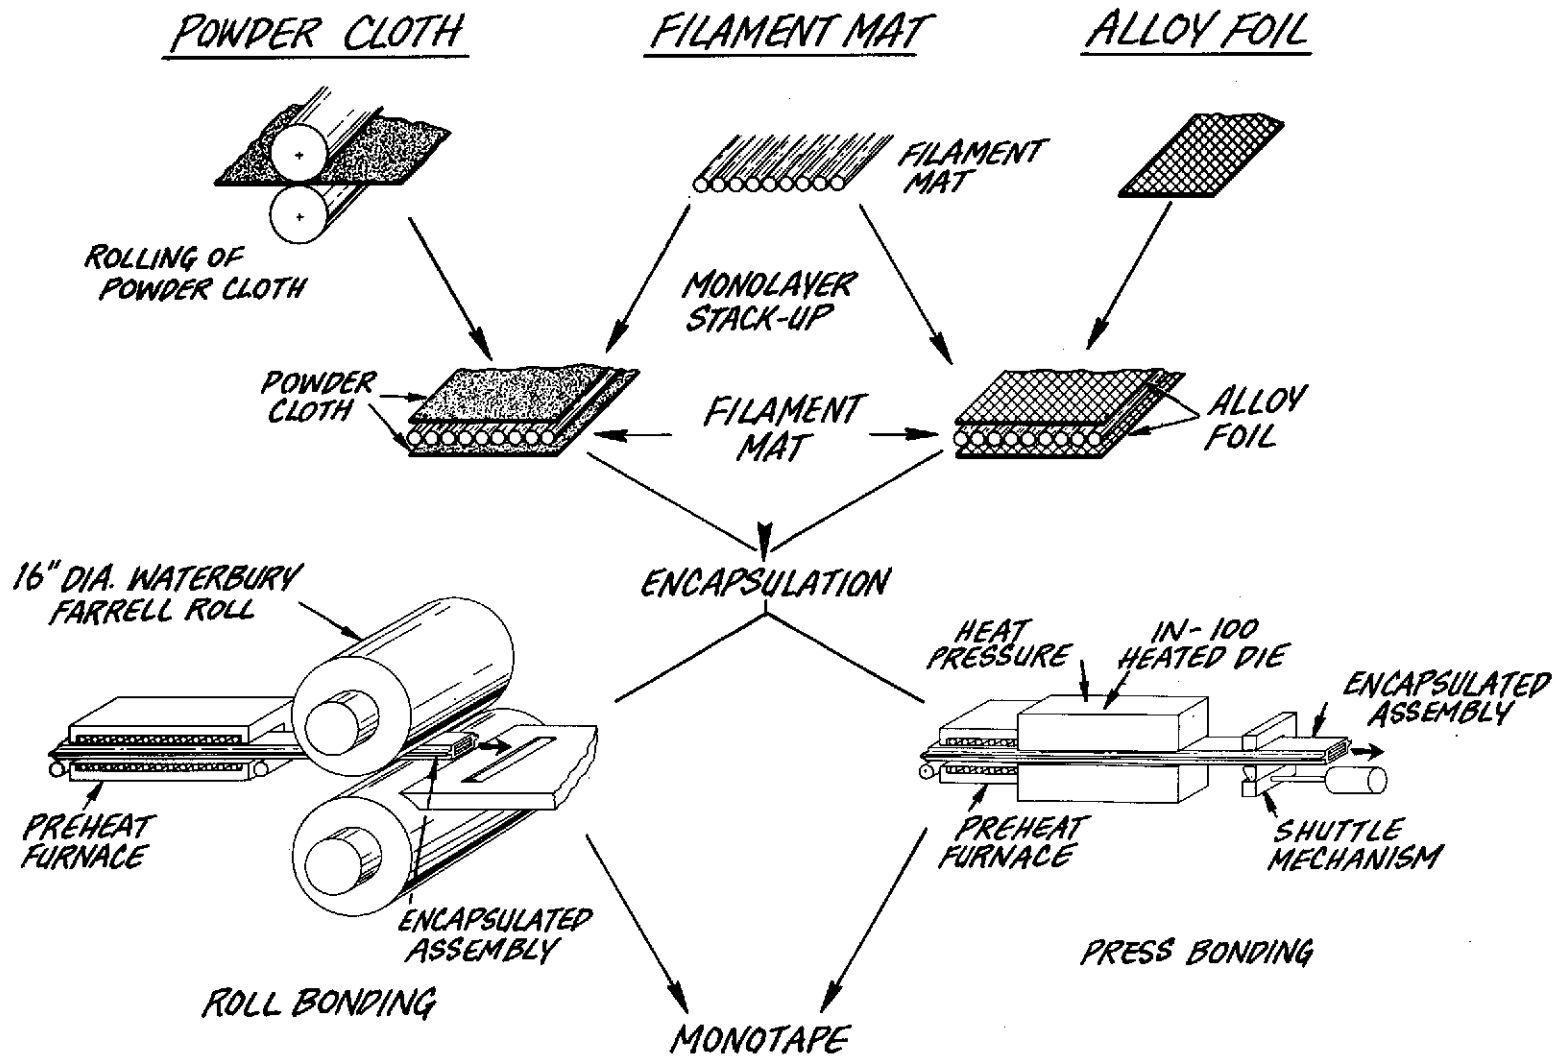 POWDER CLOTH
FILAMENT MAT
ALLOY FOIL
FILAMENT
MAT
ROLLING OF
POWDER CLOTH
MONOLAYER
STACK-UP
POWDER
CLOTH
FILAMENT
MAT
ALLOY
FOIL
ENCAPSULATION
16" DIA. WATERBURY
FARRELL ROLL
HEAT
PRESSURE
IN-100
HEATED DIE
ENCAPSULATED
ASSEMBLY
PREHEAT
FURNACE
PREHEAT
FURNACE
SHUTTLE
MECHANISM
ENCAPSULATED
ASSEMBLY
PRESS BONDING
ROLL BONDING
MONOTAPE